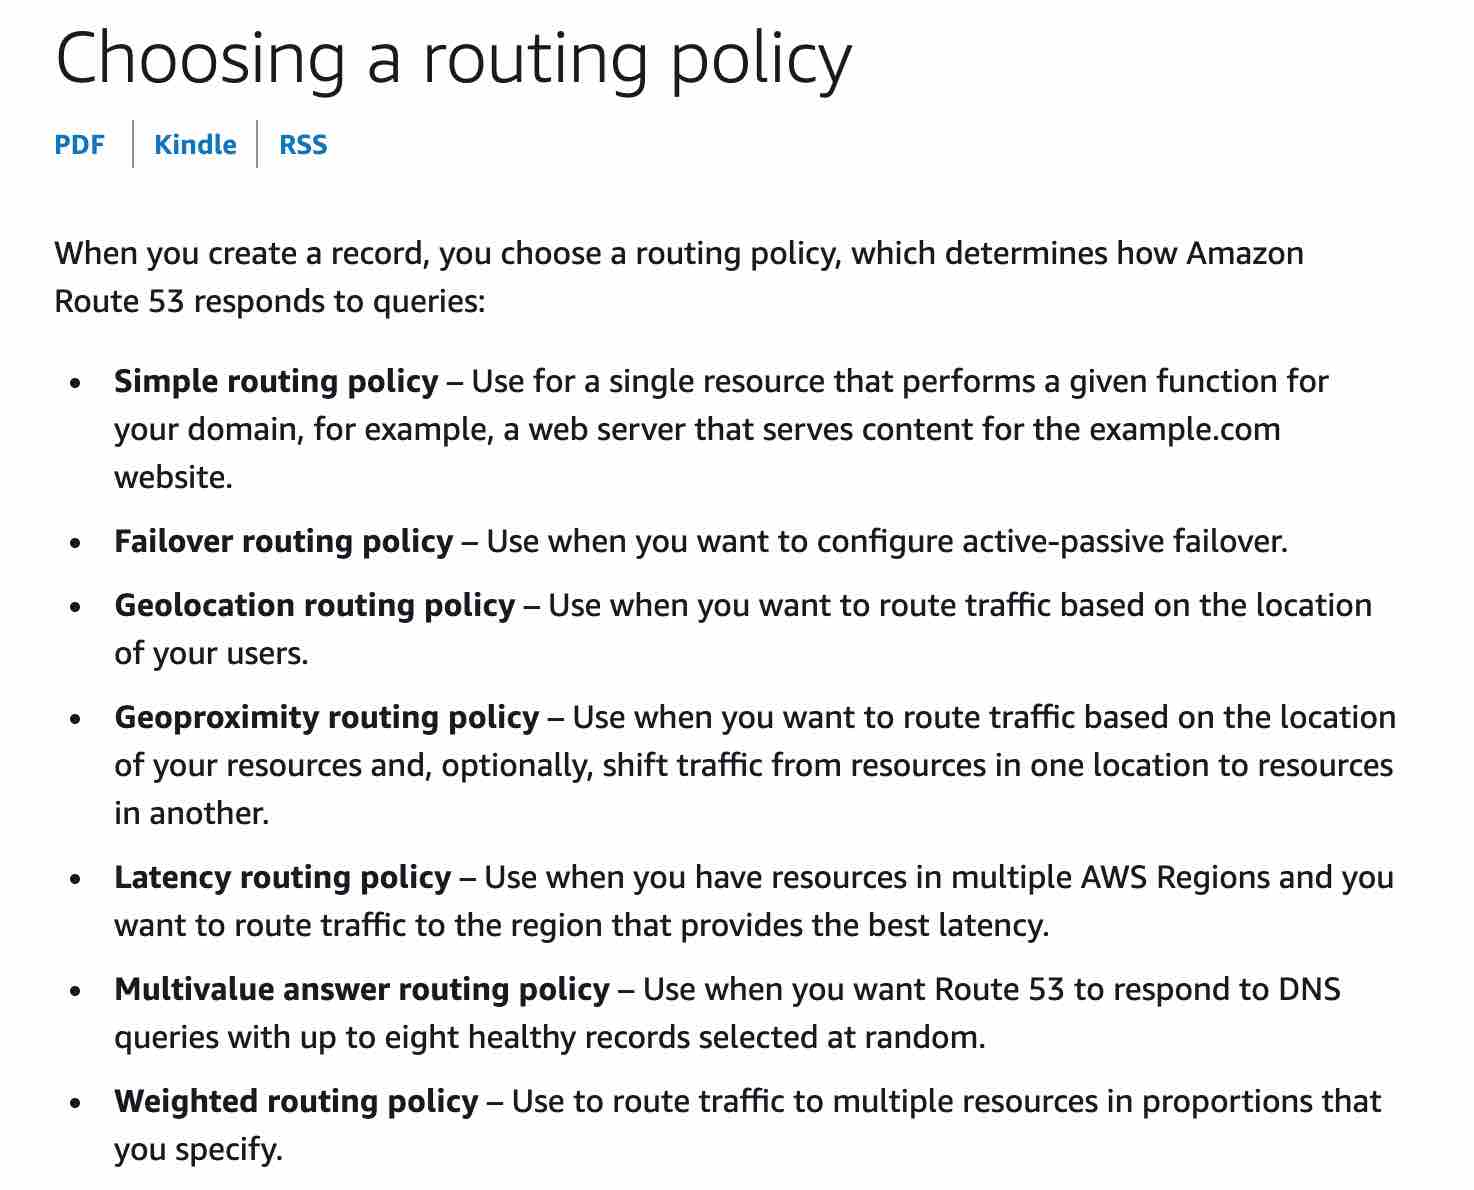 Choosing a routing policy
PDF
Kindle
RSS
When you create a record, you choose a routing policy, which determines how Amazon
Route 53 responds to queries:
• Simple routing policy – Use for a single resource that performs a given function for
your domain, for example, a web server that serves content for the example.com
website.
• Failover routing policy – Use when you want to configure active-passive failover.
• Geolocation routing policy – Use when you want to route traffic based on the location
of your users.
• Geoproximity routing policy – Use when you want to route traffic based on the location
of your resources and, optionally, shift traffic from resources in one location to resources
in another.
• Latency routing policy – Use when you have resources in multiple AWS Regions and you
want to route traffic to the region that provides the best latency.
• Multivalue answer routing policy – Use when you want Route 53 to respond to DNS
queries with up to eight healthy records selected at random.
• Weighted routing policy – Use to route traffic to multiple resources in proportions that
you specify.